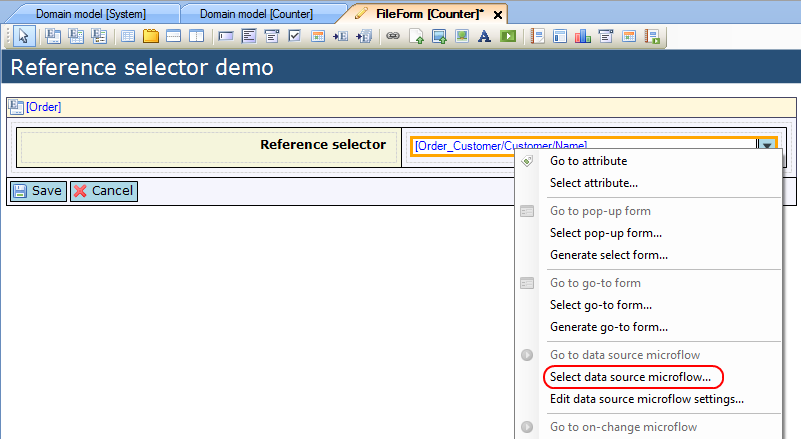 Domain model [System]
Domain model [Counter]
FileForm [Counter]*
Reference selector demo
[Order]
Reference selector
[Order_Customer/Customer/Name]
Save
Cancel
Go to attribute
Select attribute...
Go to pop-up form
Select pop-up form...
Generate select form...
Go to go-to form
Select go-to form...
Generate go-to form...
Go to data source microflow
Select data source microflow...
Edit data source microflow settings...
Go to on-change microflow